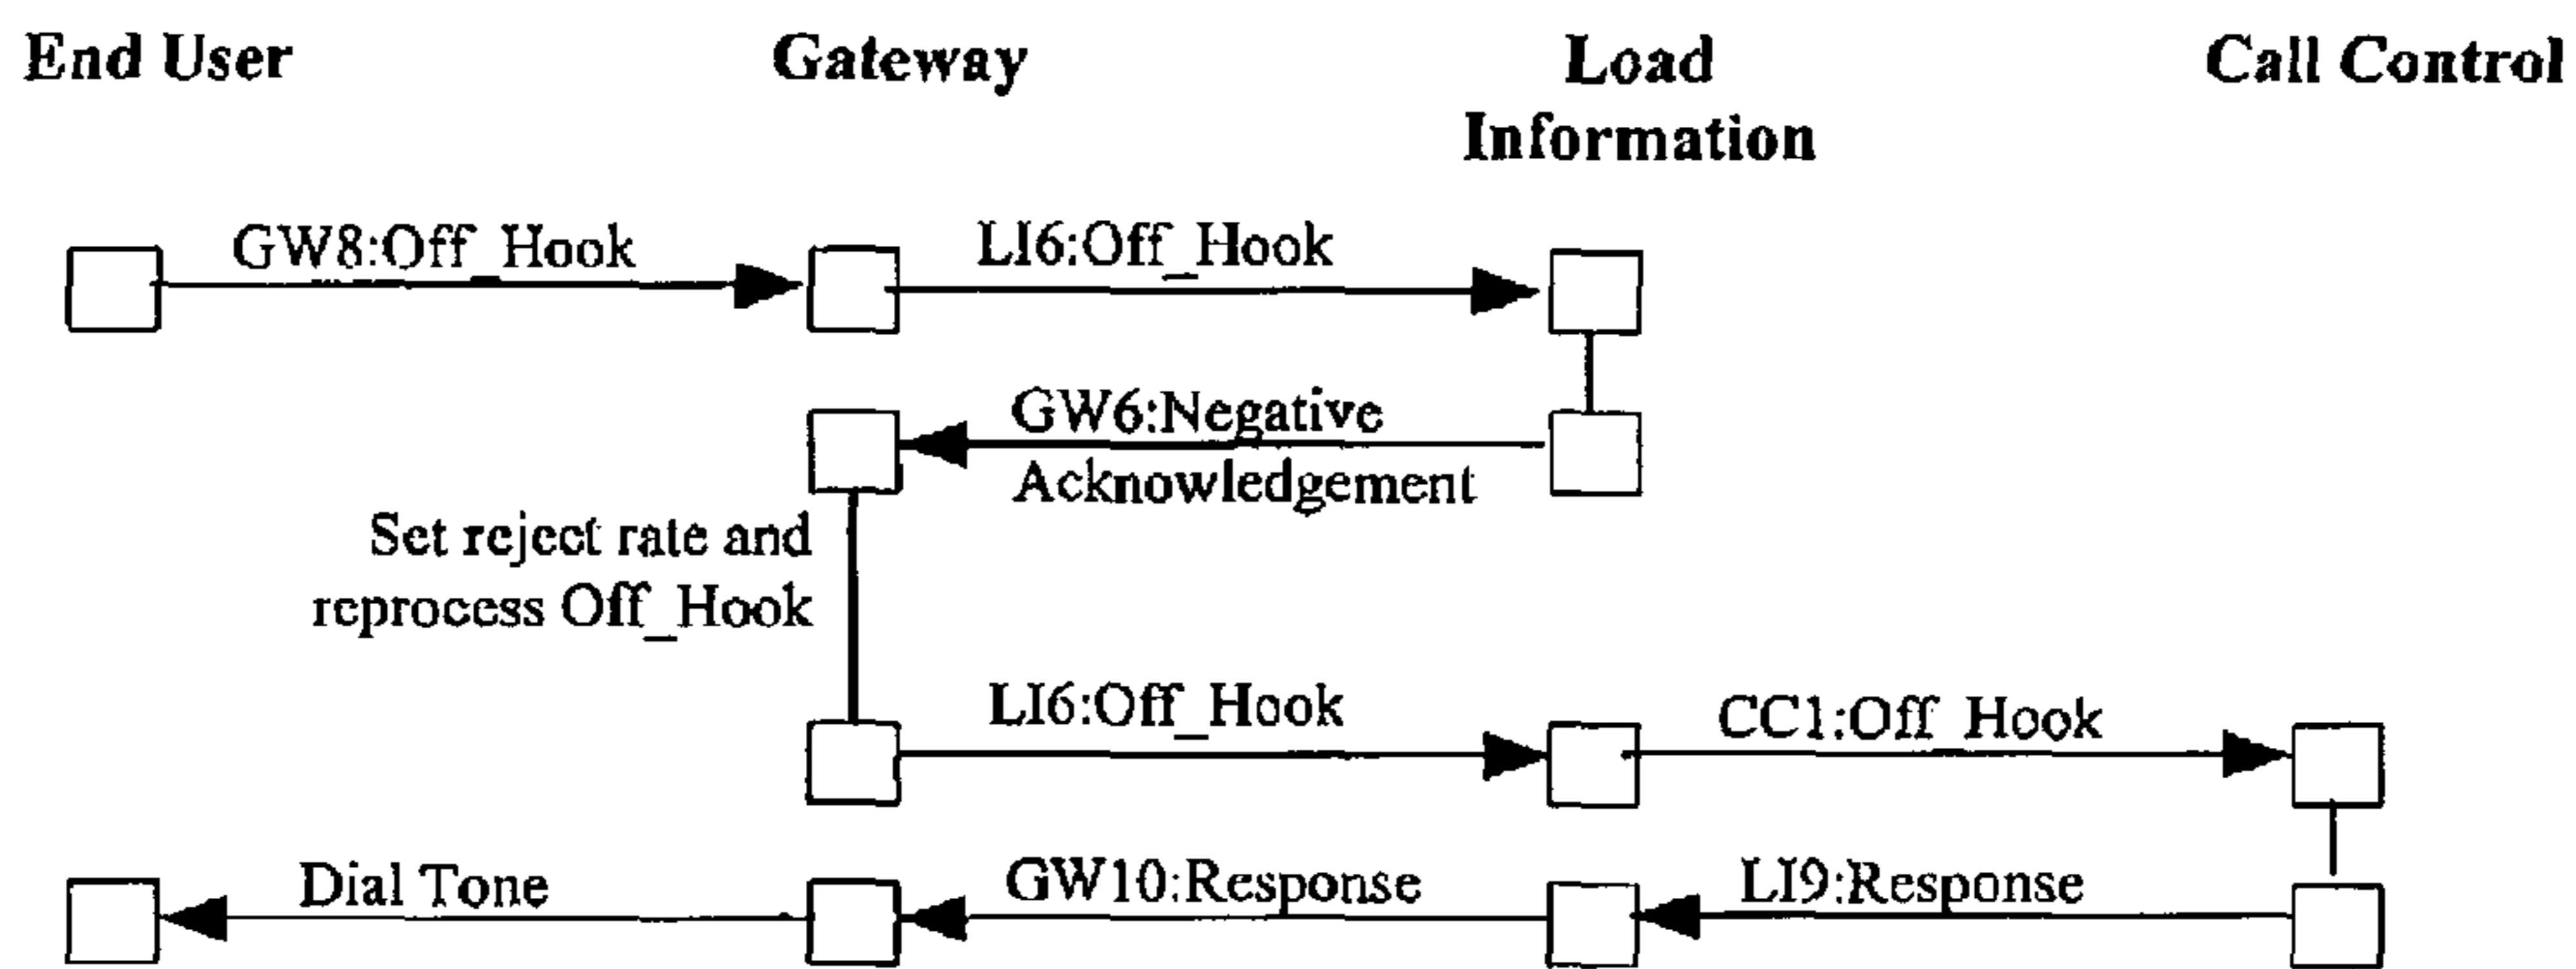 End User
Gateway
Load
Information
Call Control
GW8:Off_Hook
LI6:Off_Hook
GW6:Negative
Acknowledgement
Set reject rate and
reprocess Off_Hook
LI6:Off_Hook
CC1:Off_Hook
Dial Tone
GW10:Response
LI9:Response